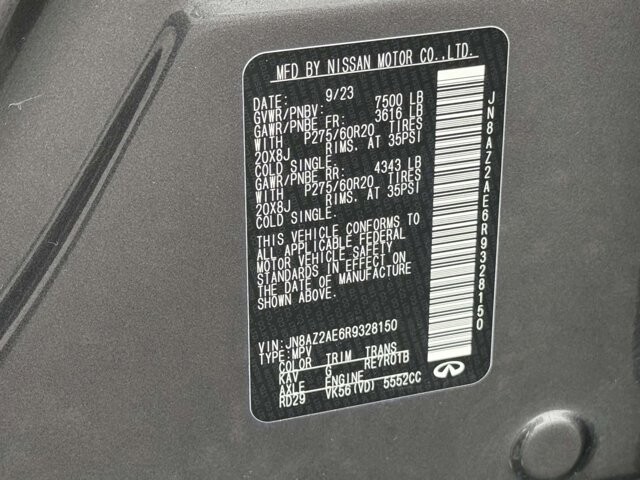 MFD BY NISSAN MOTOR CO.,LTD.
DATE: 9/23
GVWR/PNBV: 7500 LB
GAWR/PNBE FR: 3616 LB
WITH P275/60R20 TIRES
20X8J RIMS. AT 35PSI
COLD SINGLE.
GAWR/PNBE RR: 4343 LB
WITH P275/60R20 TIRES
20X8J RIMS. AT 35PSI
COLD SINGLE.
THIS VEHICLE CONFORMS TO
ALL APPLICABLE FEDERAL
MOTOR VEHICLE SAFETY
STANDARDS IN EFFECT ON
THE DATE OF MANUFACTURE
SHOWN ABOVE.
VIN:JN8AZ2AE6R9328150
TYPE:MPV
COLOR TRIM TRANS
KAV G RE7R01B
AXLE ENGINE
RD29 VK56(VD) 5552CC
JN8AZ2AE6R9328150